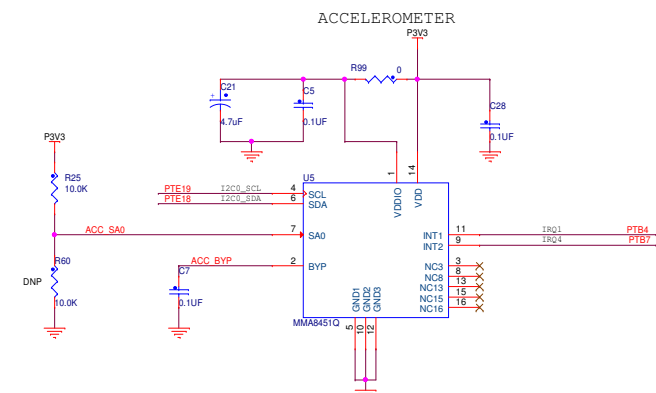 ACCELEROMETER
P3V3
R99
0
C21
4.7uF
C5
0.1UF
C28
0.1UF
P3V3
R25
10.0K
U5
1
14
VDDIO
VDD
PTE19
I2C0_SCL
4
SCL
PTE18
I2C0_SDA
6
SDA
ACC_SA0
7
SA0
11
INT1
IRQ1
PTB4
9
INT2
IRQ4
PTB7
R60
DNP
10.0K
ACC_BYP
2
BYP
C7
0.1UF
NC3
3
NC8
8
NC13
13
NC15
15
NC16
16
GND1
GND2
GND3
MMA8451Q
5
10
12